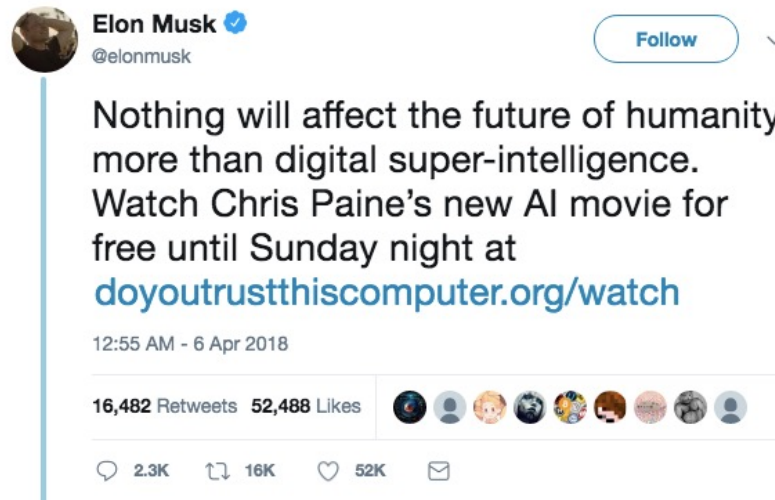 Elon Musk
@elonmusk
Follow
Nothing will affect the future of humanity
more than digital super-intelligence.
Watch Chris Paine’s new AI movie for
free until Sunday night at
doyoutrustthiscomputer.org/watch
12:55 AM - 6 Apr 2018
16,482 Retweets 52,488 Likes
2.3K 16K 52K